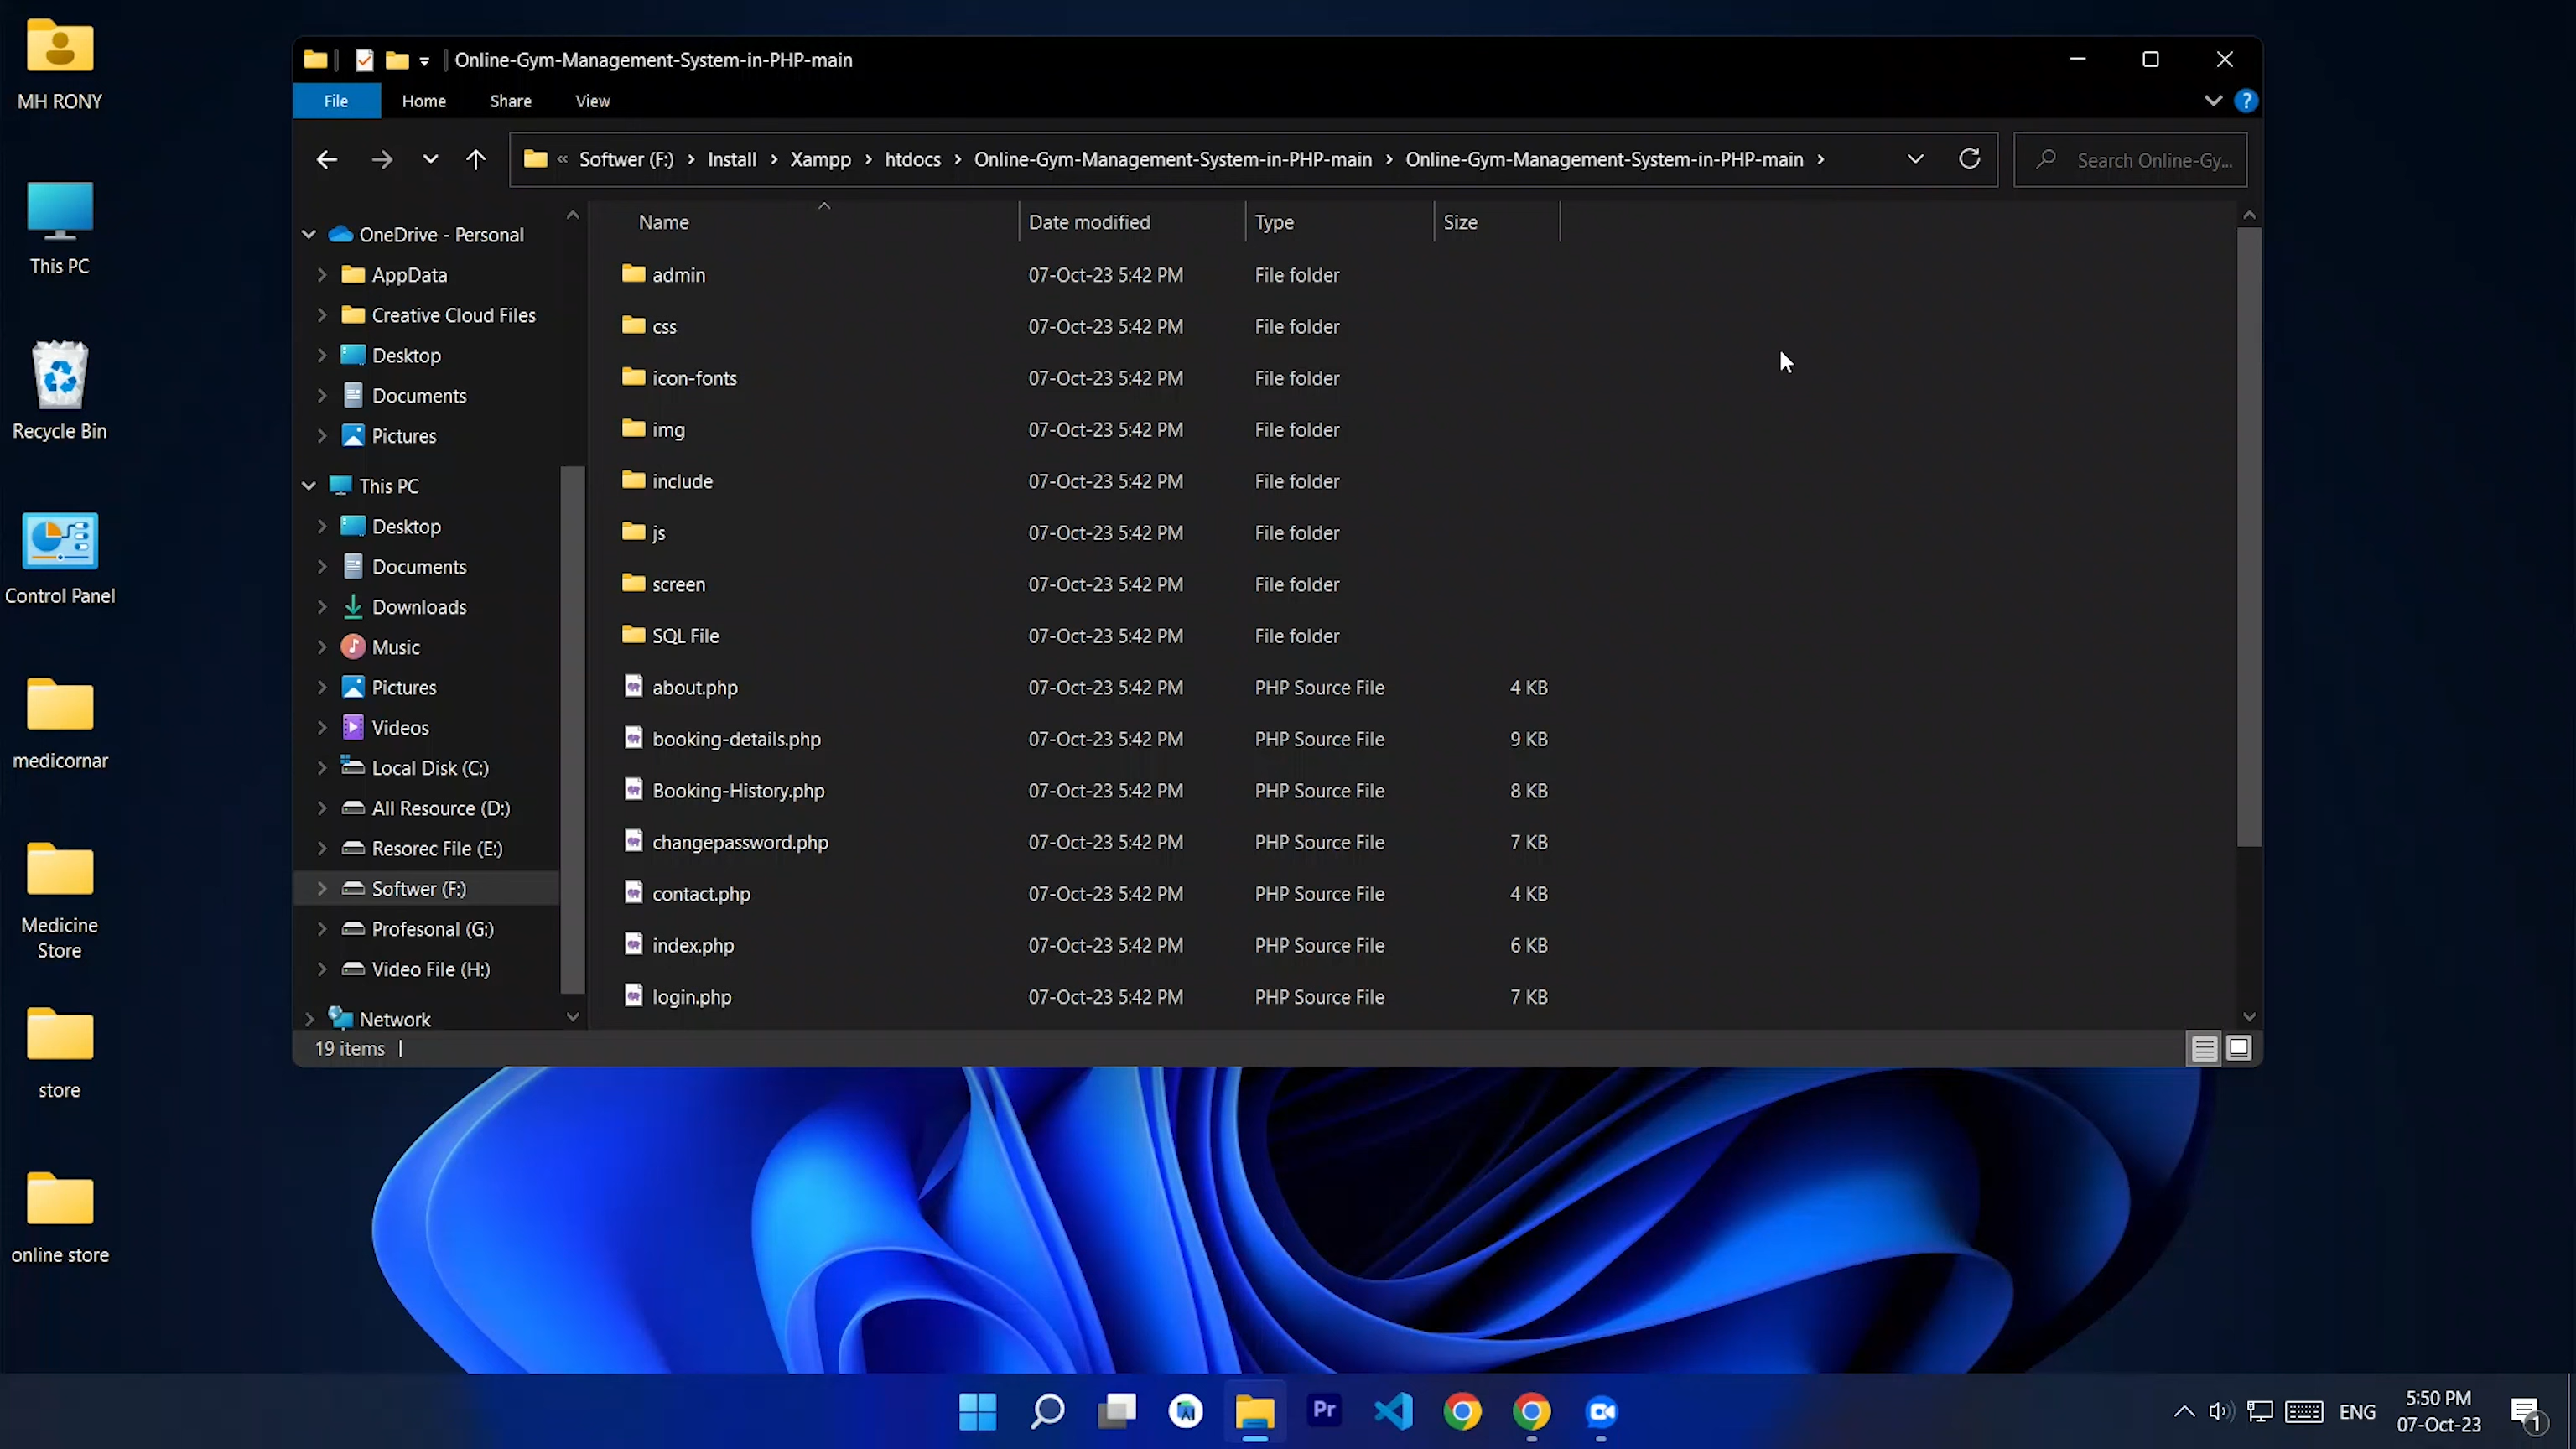 MH RONY
This PC
Recycle Bin
Control Panel
medicornar
Medicine
Store
store
online store
Online-Gym-Management-System-in-PHP-main
File Home Share View
?
« Softwer (F:) › Install › Xampp › htdocs › Online-Gym-Management-System-in-PHP-main › Online-Gym-Management-System-in-PHP-main ›
Search Online-Gy...
OneDrive - Personal
AppData
Creative Cloud Files
Desktop
Documents
Pictures
This PC
Desktop
Documents
Downloads
Music
Pictures
Videos
Local Disk (C:)
All Resource (D:)
Resorec File (E:)
Softwer (F:)
Profesonal (G:)
Video File (H:)
Network
Name Date modified Type Size
admin 07-Oct-23 5:42 PM File folder
css 07-Oct-23 5:42 PM File folder
icon-fonts 07-Oct-23 5:42 PM File folder
img 07-Oct-23 5:42 PM File folder
include 07-Oct-23 5:42 PM File folder
js 07-Oct-23 5:42 PM File folder
screen 07-Oct-23 5:42 PM File folder
SQL File 07-Oct-23 5:42 PM File folder
about.php 07-Oct-23 5:42 PM PHP Source File 4 KB
booking-details.php 07-Oct-23 5:42 PM PHP Source File 9 KB
Booking-History.php 07-Oct-23 5:42 PM PHP Source File 8 KB
changepassword.php 07-Oct-23 5:42 PM PHP Source File 7 KB
contact.php 07-Oct-23 5:42 PM PHP Source File 4 KB
index.php 07-Oct-23 5:42 PM PHP Source File 6 KB
login.php 07-Oct-23 5:42 PM PHP Source File 7 KB
19 items
Pr
ENG
5:50 PM
07-Oct-23
1